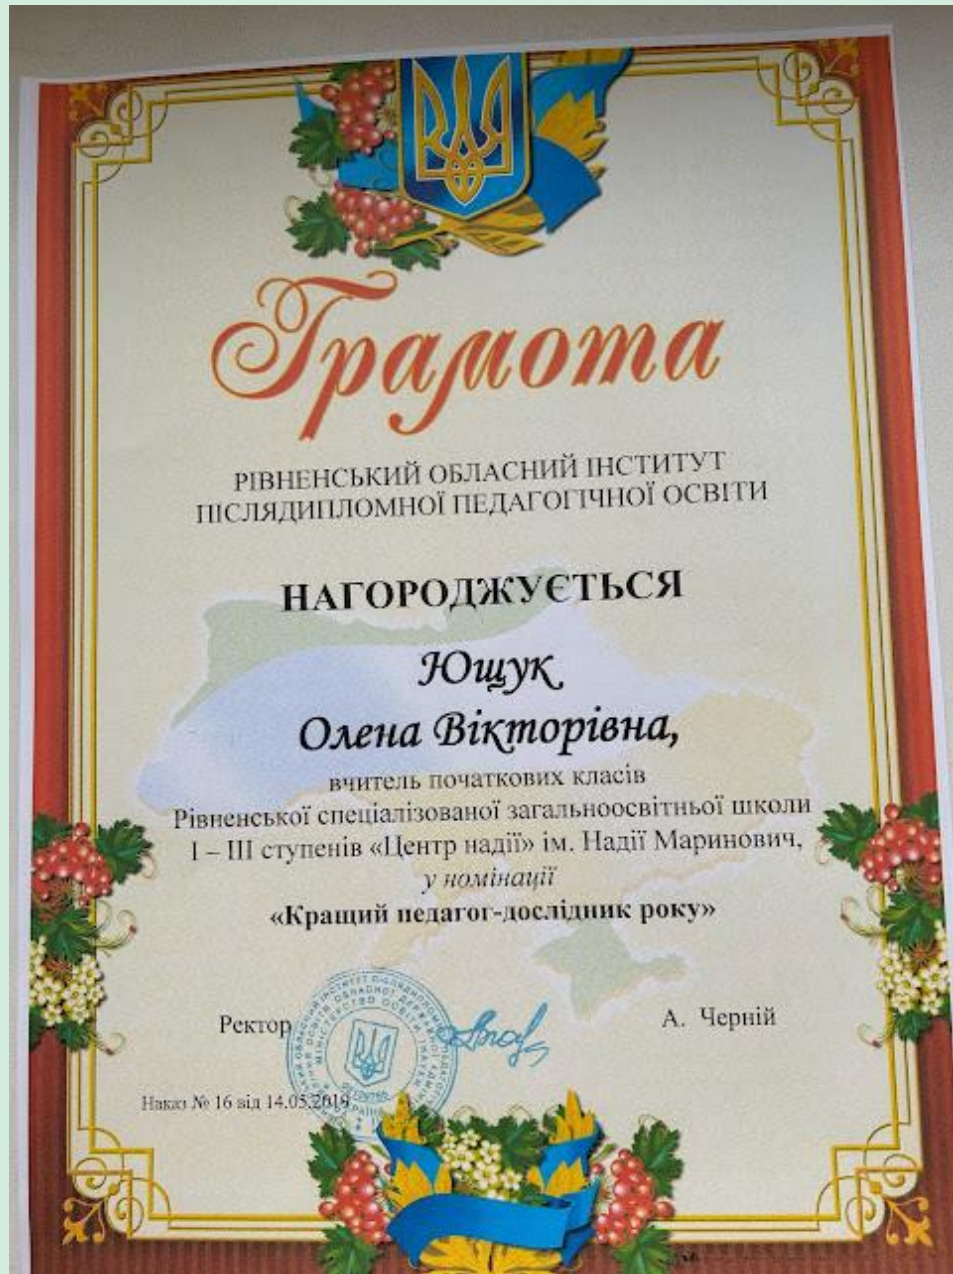 Грамота
РІВНЕНСЬКИЙ ОБЛАСНИЙ ІНСТИТУТ
ПІСЛЯДИПЛОМНОЇ ПЕДАГОГІЧНОЇ ОСВІТИ
НАГОРОДЖУЄТЬСЯ
Ющук
Олена Вікторівна,
вчитель початкових класів
Рівненської спеціалізованої загальноосвітньої школи
І – ІІІ ступенів «Центр надії» ім. Надії Маринович,
у номінації
«Кращий педагог-дослідник року»
Ректор А. Черній
Наказ № 16 від 14.05.2019